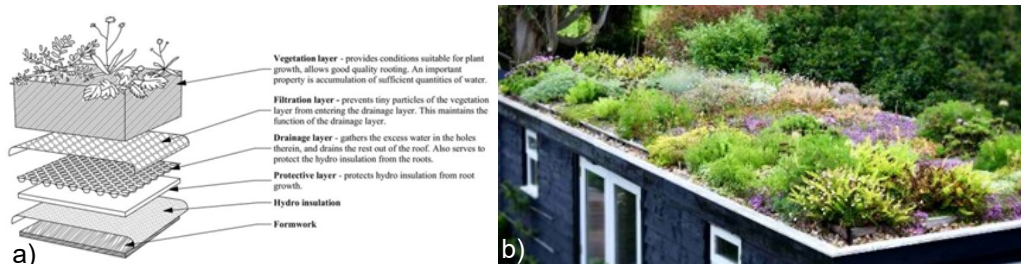 Vegetation layer - provides conditions suitable for plant
growth, allows good quality rooting. An important
property is accumulation of sufficient quantities of water.
Filtration layer - prevents tiny particles of the vegetation
layer from entering the drainage layer. This maintains the
function of the drainage layer.
Drainage layer - gathers the excess water in the holes
therein, and drains the rest out of the roof. Also serves to
protect the hydro insulation from the roots.
Protective layer - protects hydro insulation from root
growth.
Hydro insulation
Formwork
a)
b)